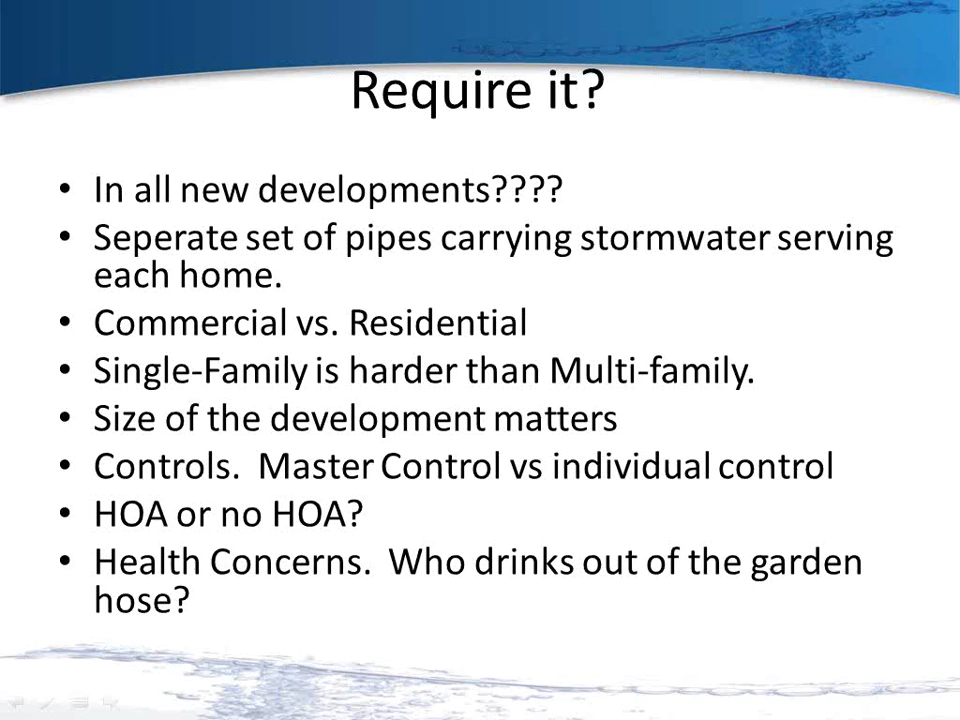 Require it?
• In all new developments????
• Seperate set of pipes carrying stormwater serving
each home.
• Commercial vs. Residential
• Single-Family is harder than Multi-family.
• Size of the development matters
• Controls.  Master Control vs individual control
• HOA or no HOA?
• Health Concerns.  Who drinks out of the garden
hose?